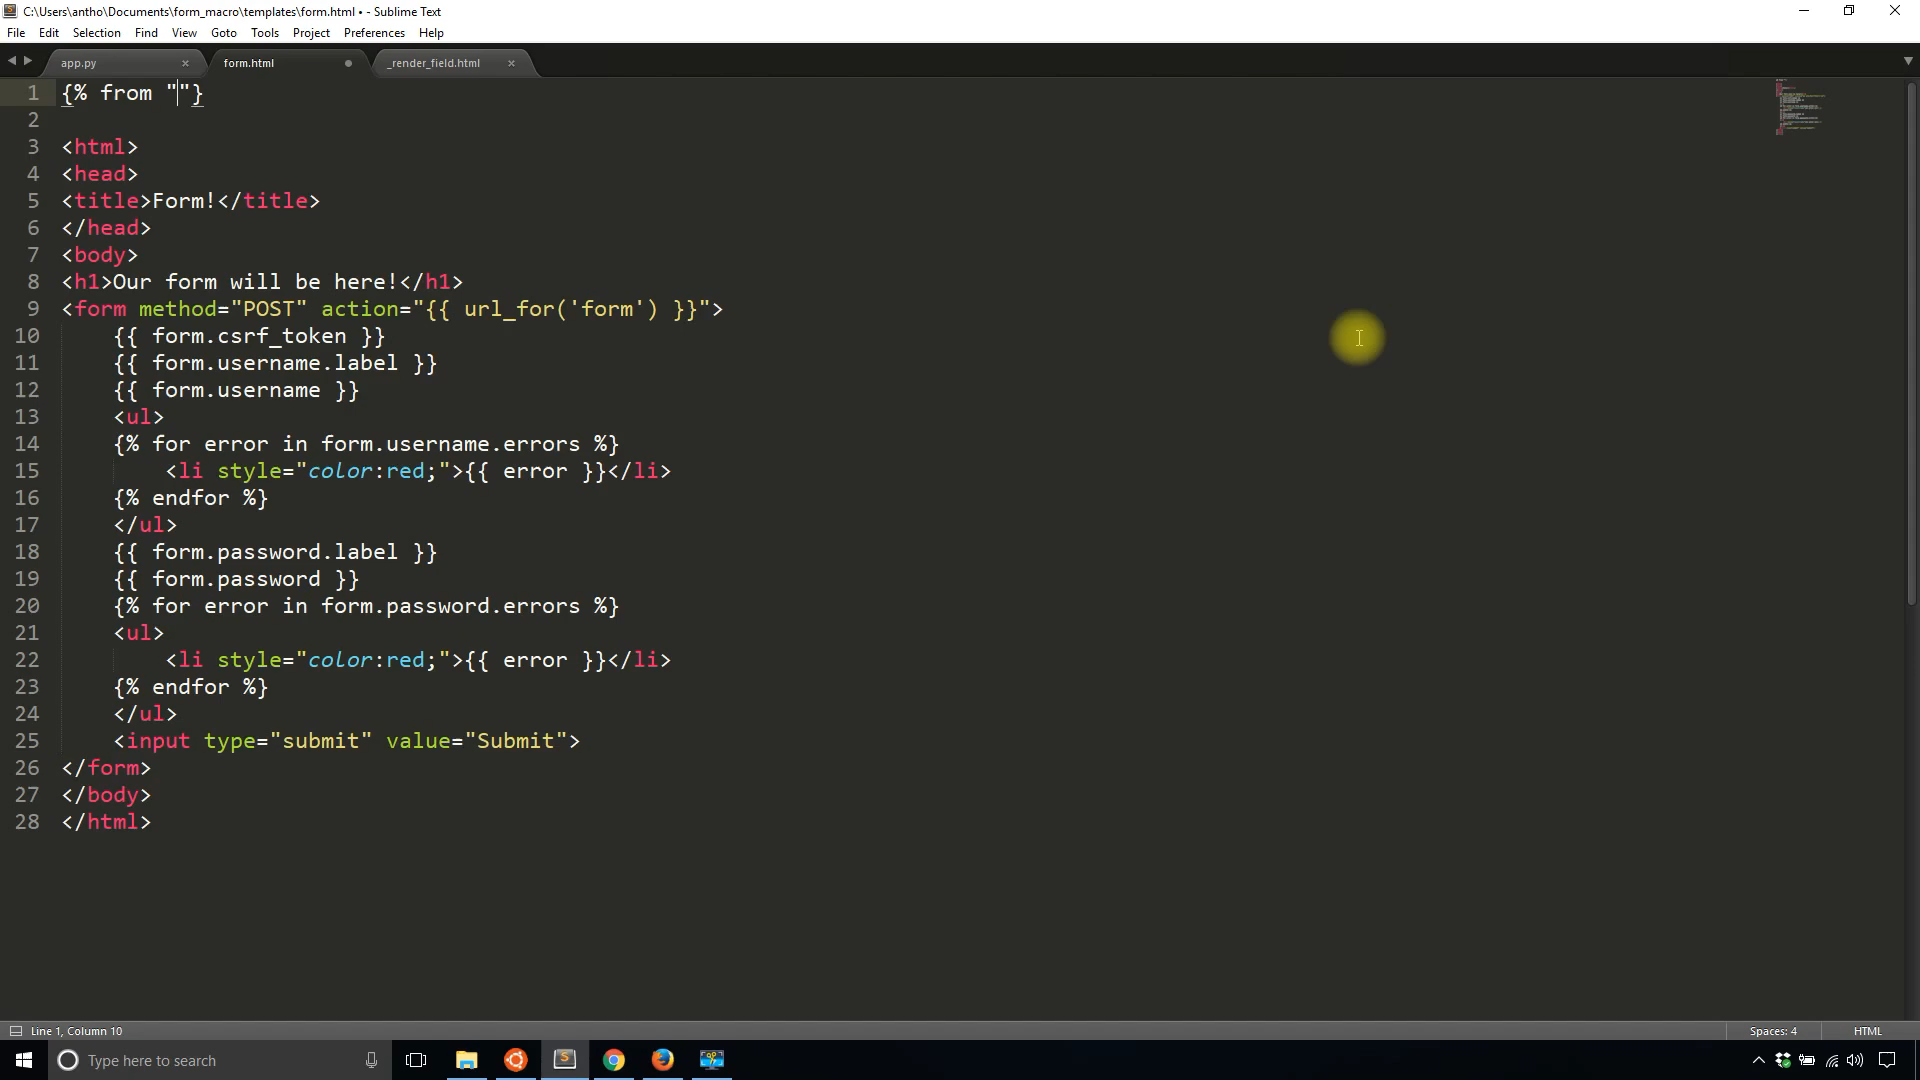 C:\Users\antho\Documents\form_macro\templates\form.html • - Sublime Text
File Edit Selection Find View Goto Tools Project Preferences Help
app.py form.html _render_field.html
1 {% from ""}
2
3 <html>
4 <head>
5 <title>Form!</title>
6 </head>
7 <body>
8 <h1>Our form will be here!</h1>
9 <form method="POST" action="{{ url_for('form') }}">
10 {{ form.csrf_token }}
11 {{ form.username.label }}
12 {{ form.username }}
13 <ul>
14 {% for error in form.username.errors %}
15 <li style="color:red;">{{ error }}</li>
16 {% endfor %}
17 </ul>
18 {{ form.password.label }}
19 {{ form.password }}
20 {% for error in form.password.errors %}
21 <ul>
22 <li style="color:red;">{{ error }}</li>
23 {% endfor %}
24 </ul>
25 <input type="submit" value="Submit">
26 </form>
27 </body>
28 </html>
Line 1, Column 10 Spaces: 4 HTML
Type here to search